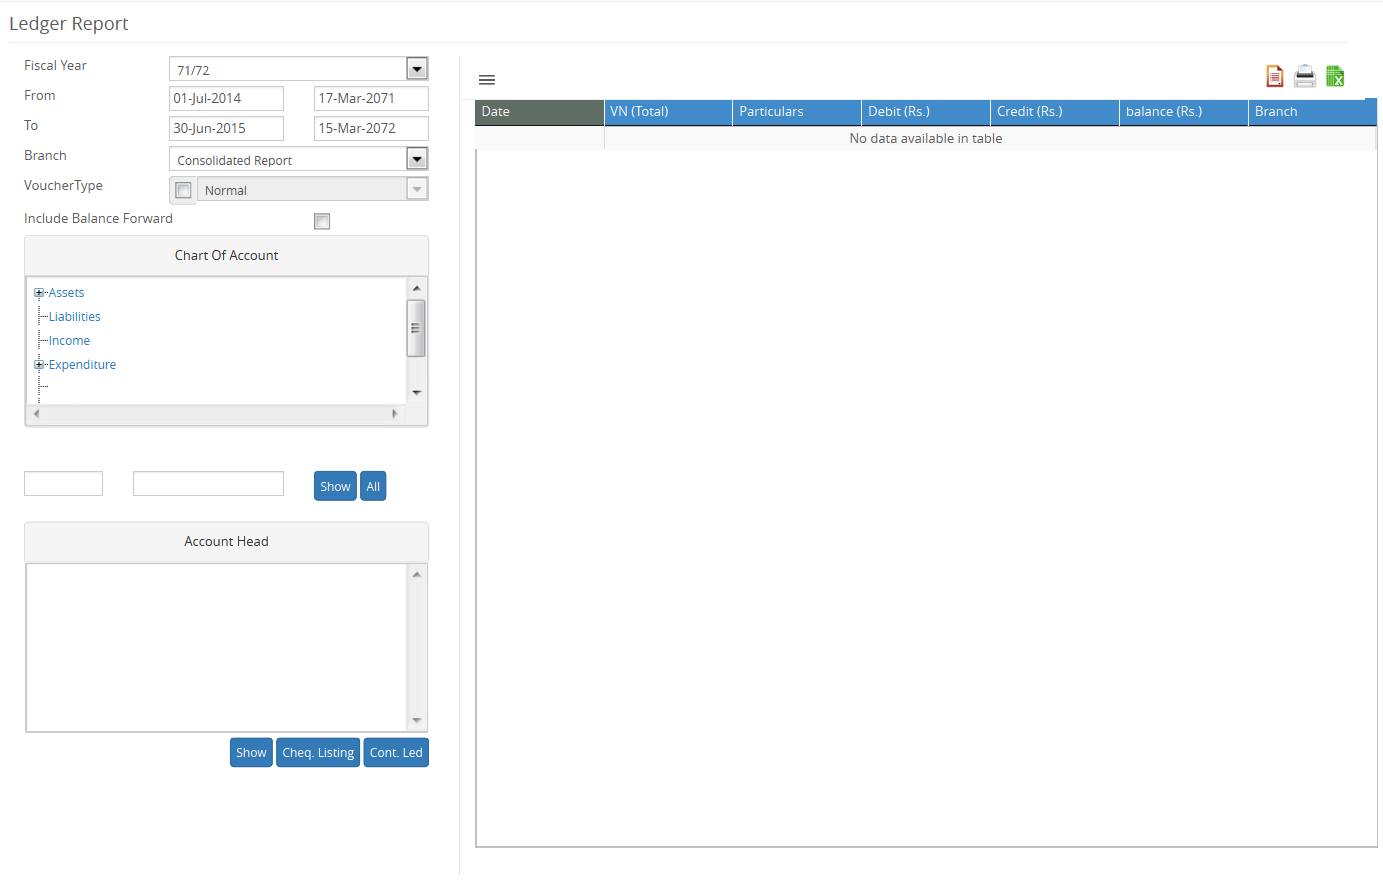 Ledger Report
Fiscal Year
71/72
From
01-Jul-2014
17-Mar-2071
To
30-Jun-2015
15-Mar-2072
Branch
Consolidated Report
VoucherType
Normal
Include Balance Forward
Chart Of Account
Assets
Liabilities
Income
Expenditure
Show
All
Account Head
Show
Cheq. Listing
Cont. Led
Date
VN (Total)
Particulars
Debit (Rs.)
Credit (Rs.)
balance (Rs.)
Branch
No data available in table